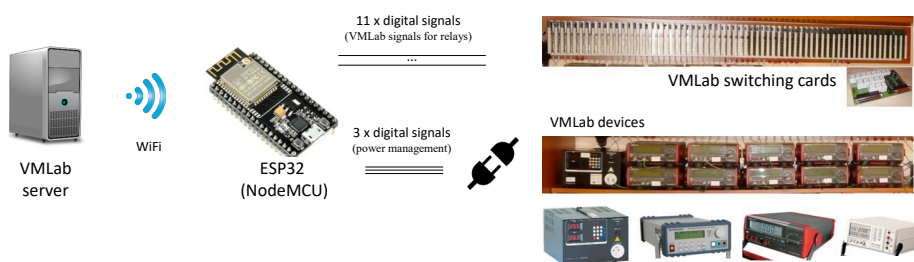 11 x digital signals
(VMLab signals for relays)
...
VMLab switching cards
WiFi
3 x digital signals
(power management)
VMLab devices
VMLab
server
ESP32
(NodeMCU)